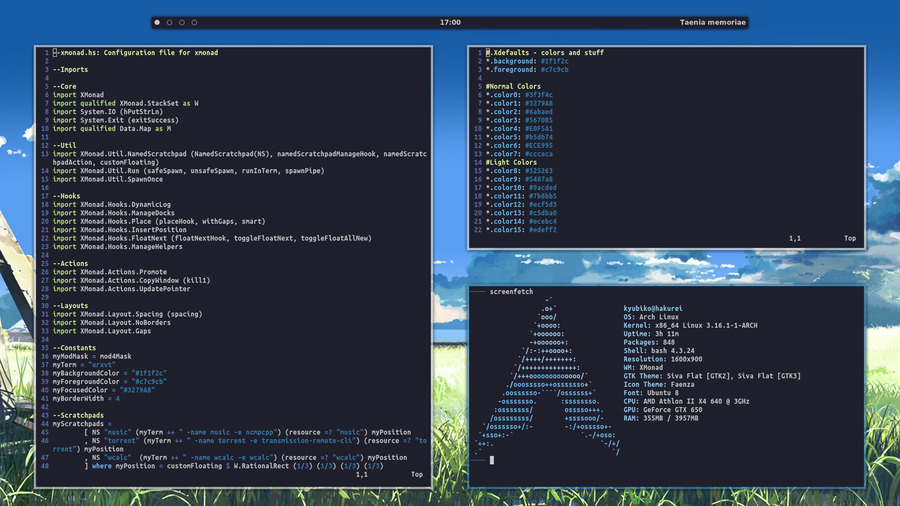 17:00
Taenia memoriae
1 --xmonad.hs: Configuration file for xmonad
2
3 --Imports
4
5 --Core
6 import XMonad
7 import qualified XMonad.StackSet as W
8 import System.IO (hPutStrLn)
9 import System.Exit (exitSuccess)
10 import qualified Data.Map as M
11
12 --Util
13 import XMonad.Util.NamedScratchpad (NamedScratchpad(NS), namedScratchpadManageHook, namedScratc
hpadAction, customFloating)
14 import XMonad.Util.Run (safeSpawn, unsafeSpawn, runInTerm, spawnPipe)
15 import XMonad.Util.SpawnOnce
16
17 --Hooks
18 import XMonad.Hooks.DynamicLog
19 import XMonad.Hooks.ManageDocks
20 import XMonad.Hooks.Place (placeHook, withGaps, smart)
21 import XMonad.Hooks.InsertPosition
22 import XMonad.Hooks.FloatNext (floatNextHook, toggleFloatNext, toggleFloatAllNew)
23 import XMonad.Hooks.ManageHelpers
24
25 --Actions
26 import XMonad.Actions.Promote
27 import XMonad.Actions.CopyWindow (kill1)
28 import XMonad.Actions.UpdatePointer
29
30 --Layouts
31 import XMonad.Layout.Spacing (spacing)
32 import XMonad.Layout.NoBorders
33 import XMonad.Layout.Gaps
34
35 --Constants
36 myModMask = mod4Mask
37 myTerm = "urxvt"
38 myBackgroundColor = "#1f1f2c"
39 myForegroundColor = "#c7c9cb"
40 myFocusedColor = "#3279A8"
41 myBorderWidth = 4
42
43 --Scratchpads
44 myScratchpads =
45 [ NS "music" (myTerm ++ " -name music -e ncmpcpp") (resource =? "music") myPosition
46 , NS "torrent" (myTerm ++ " -name torrent -e transmission-remote-cli") (resource =? "to
rrent") myPosition
47 , NS "wcalc" (myTerm ++ " -name wcalc -e wcalc") (resource =? "wcalc") myPosition
48 ] where myPosition = customFloating $ W.RationalRect (1/3) (1/3) (1/3) (1/3)
1,1 Top
1 #.Xdefaults - colors and stuff
2 *.background: #1f1f2c
3 *.foreground: #c7c9cb
4
5 #Normal Colors
6 *.color0: #3f3f4c
7 *.color1: #3279A8
8 *.color2: #6abaed
9 *.color3: #567085
10 *.color4: #E0F5A1
11 *.color5: #b5db74
12 *.color6: #ECE995
13 *.color7: #cccaca
14 #Light Colors
15 *.color8: #525263
16 *.color9: #5487a8
17 *.color10: #9acded
18 *.color11: #7b8bb5
19 *.color12: #ecf5d3
20 *.color13: #c5dba0
21 *.color14: #ecebc4
22 *.color15: #edeff2
1,1 Top
screenfetch
kyubiko@hakurei
OS: Arch Linux
Kernel: x86_64 Linux 3.16.1-1-ARCH
Uptime: 3h 11m
Packages: 848
Shell: bash 4.3.24
Resolution: 1600x900
WM: XMonad
GTK Theme: Siva Flat [GTK2], Siva Flat [GTK3]
Icon Theme: Faenza
Font: Ubuntu 8
CPU: AMD Athlon II X4 640 @ 3GHz
GPU: GeForce GTX 650
RAM: 355MB / 3957MB